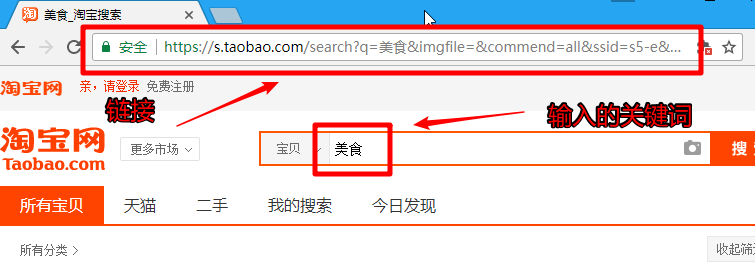 美食_淘宝搜索
安全 https://s.taobao.com/search?q=美食&imgfile=&commend=all&ssid=s5-e&...
淘宝网 亲，请登录 免费注册
链接
输入的关键词
淘宝网
Taobao.com
更多市场
宝贝 美食
搜
所有宝贝 天猫 二手 我的搜索 今日发现
所有分类 >
收起筛